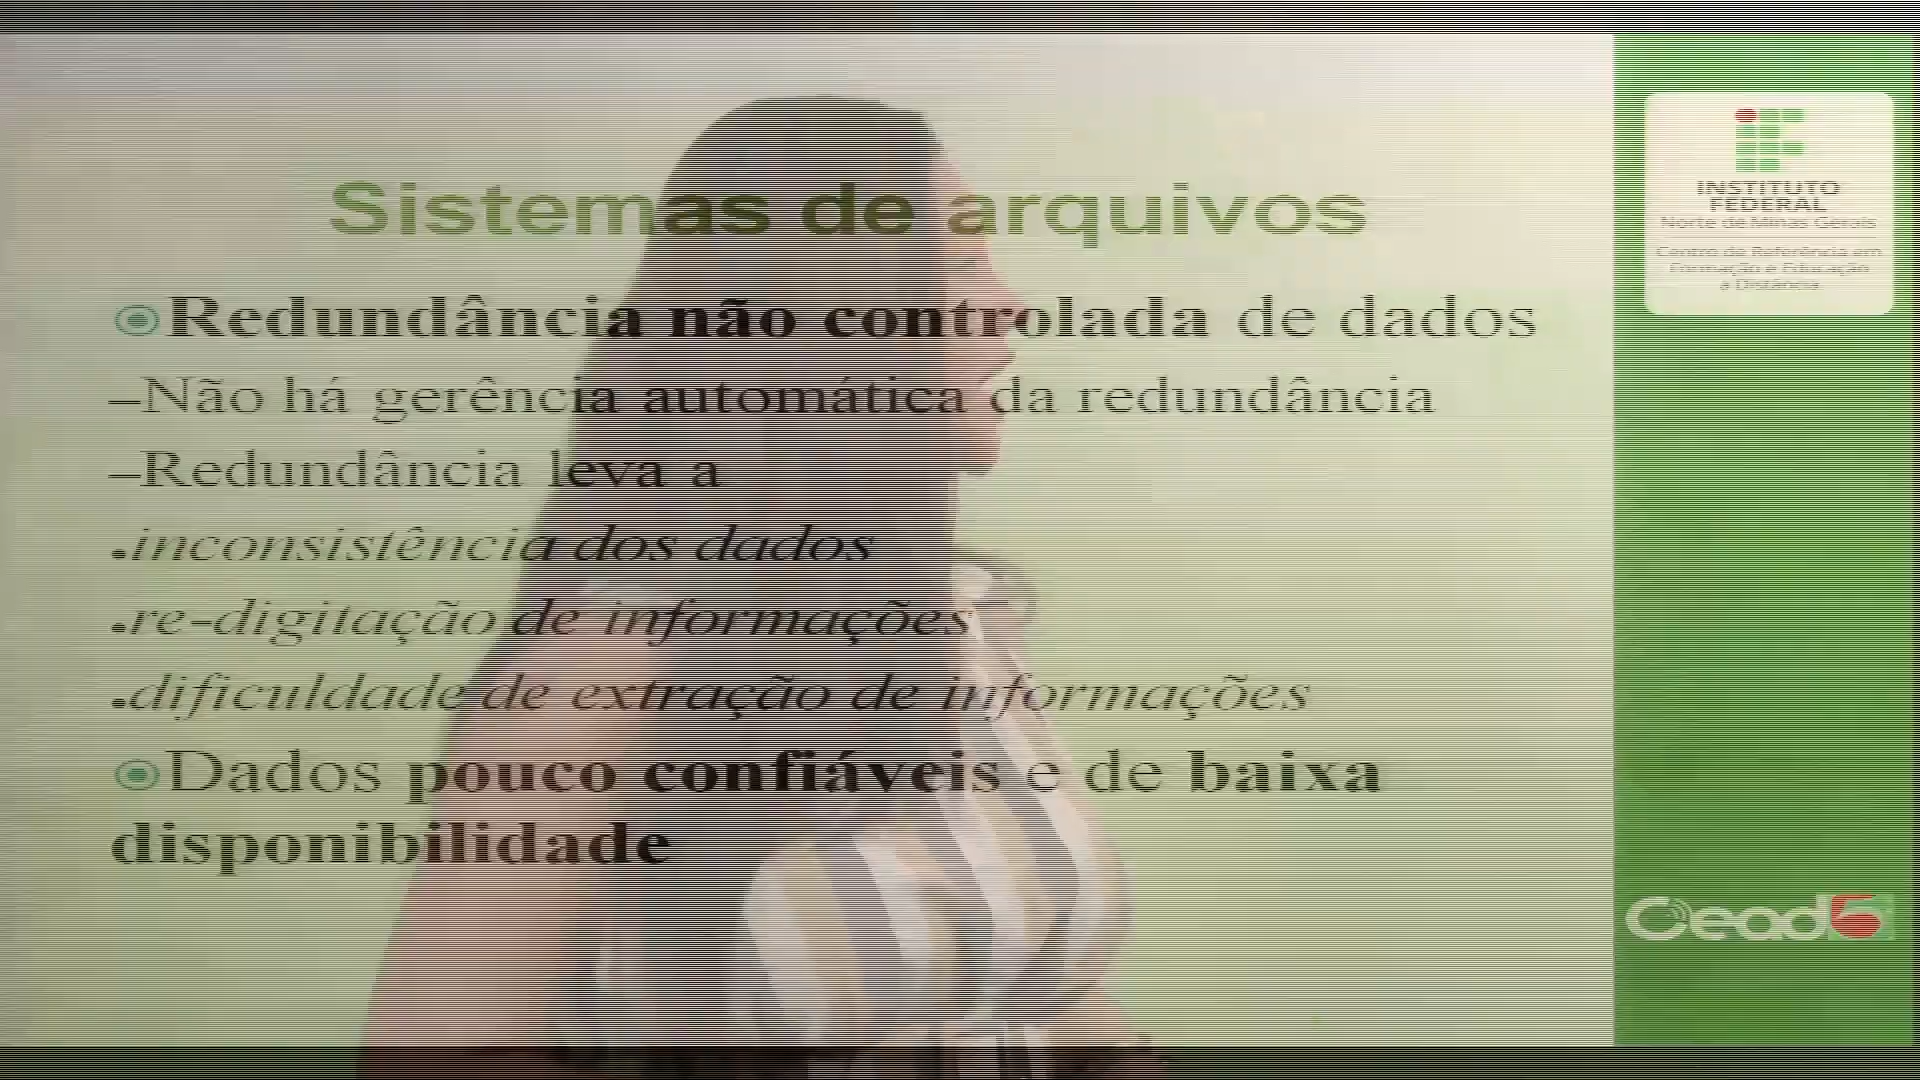 Sistemas de arquivos
Redundância não controlada de dados
–Não há gerência automática da redundância
–Redundância leva a
•inconsistência dos dados
•re-digitação de informações
•dificuldade de extração de informações
Dados pouco confiáveis e de baixa
disponibilidade
INSTITUTO
FEDERAL
Norte de Minas Gerais
Centro de Referência em
Formação e Educação
a Distância
Cead5